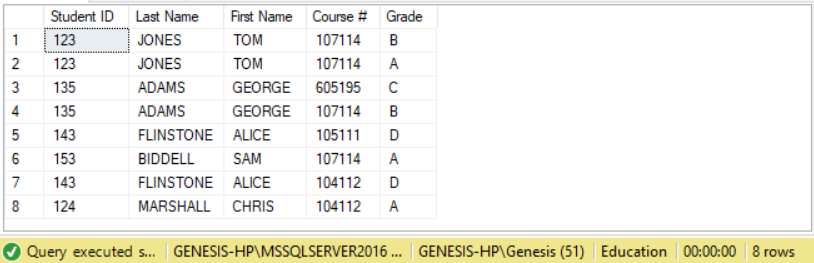 Student ID Last Name First Name Course # Grade
1 123 JONES TOM 107114 B
2 123 JONES TOM 107114 A
3 135 ADAMS GEORGE 605195 C
4 135 ADAMS GEORGE 107114 B
5 143 FLINSTONE ALICE 105111 D
6 153 BIDDELL SAM 107114 A
7 143 FLINSTONE ALICE 104112 D
8 124 MARSHALL CHRIS 104112 A
Query executed s... GENESIS-HP\MSSQLSERVER2016 ... GENESIS-HP\Genesis (51) Education 00:00:00 8 rows